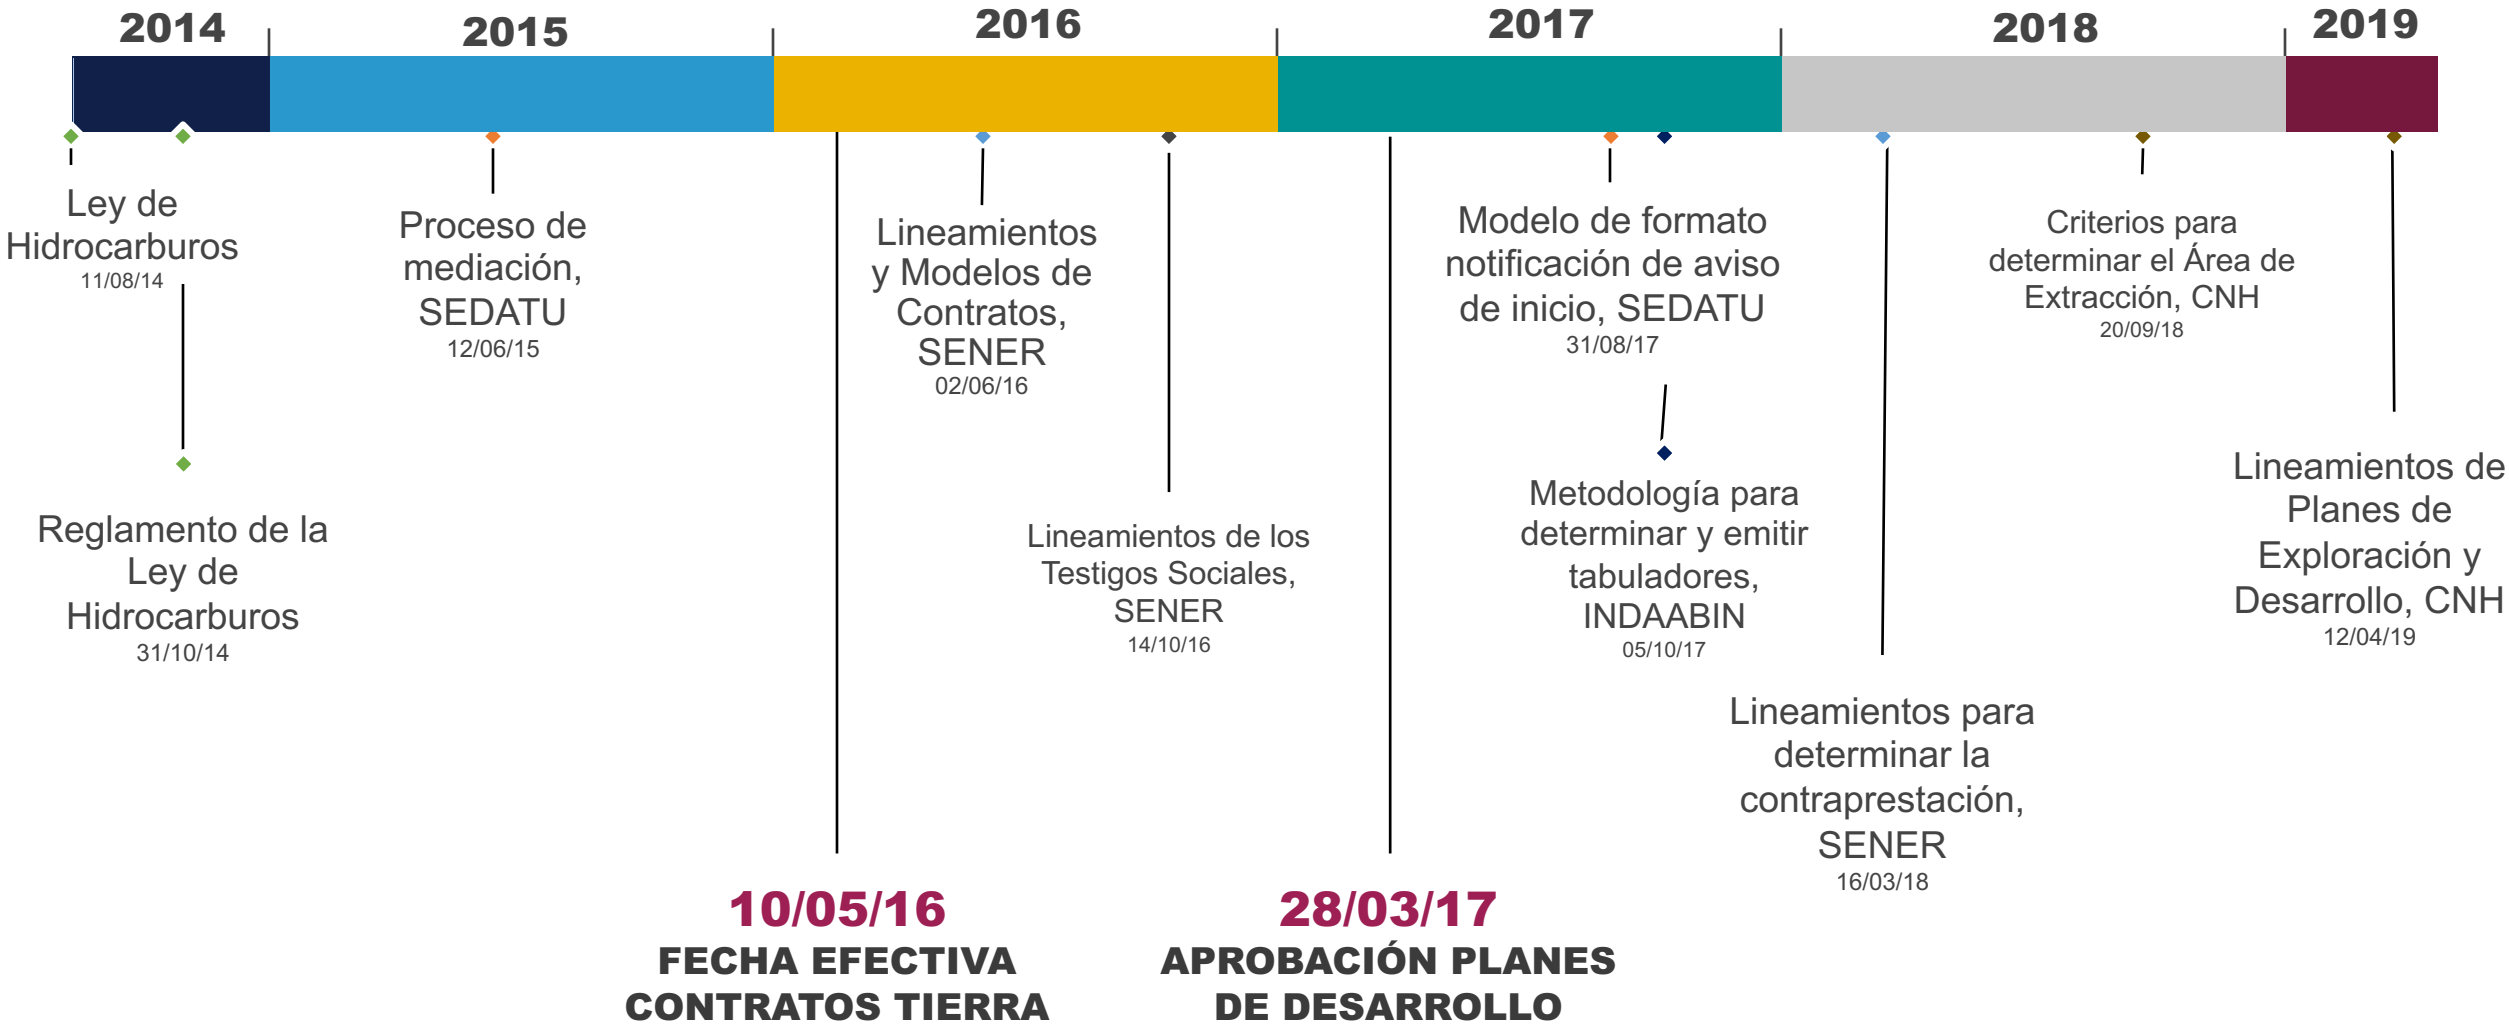 2014
2015
2016
2017
2018
2019
Ley de
Hidrocarburos
11/08/14
Reglamento de la
Ley de
Hidrocarburos
31/10/14
Proceso de
mediación,
SEDATU
12/06/15
10/05/16
FECHA EFECTIVA
CONTRATOS TIERRA
Lineamientos
y Modelos de
Contratos,
SENER
02/06/16
Lineamientos de los
Testigos Sociales,
SENER
14/10/16
28/03/17
APROBACIÓN PLANES
DE DESARROLLO
Modelo de formato
notificación de aviso
de inicio, SEDATU
31/08/17
Metodología para
determinar y emitir
tabuladores,
INDAABIN
05/10/17
Lineamientos para
determinar la
contraprestación,
SENER
16/03/18
Criterios para
determinar el Área de
Extracción, CNH
20/09/18
Lineamientos de
Planes de
Exploración y
Desarrollo, CNH
12/04/19